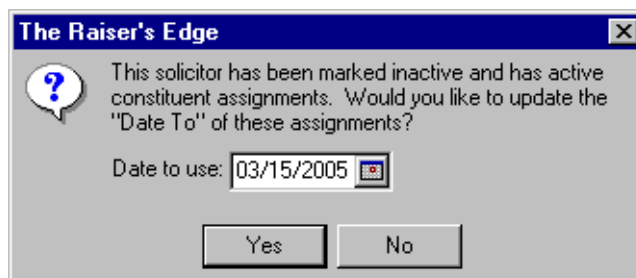 The Raiser's Edge
?
This solicitor has been marked inactive and has active
constituent assignments.  Would you like to update the
"Date To" of these assignments?
Date to use: 03/15/2005
Yes No